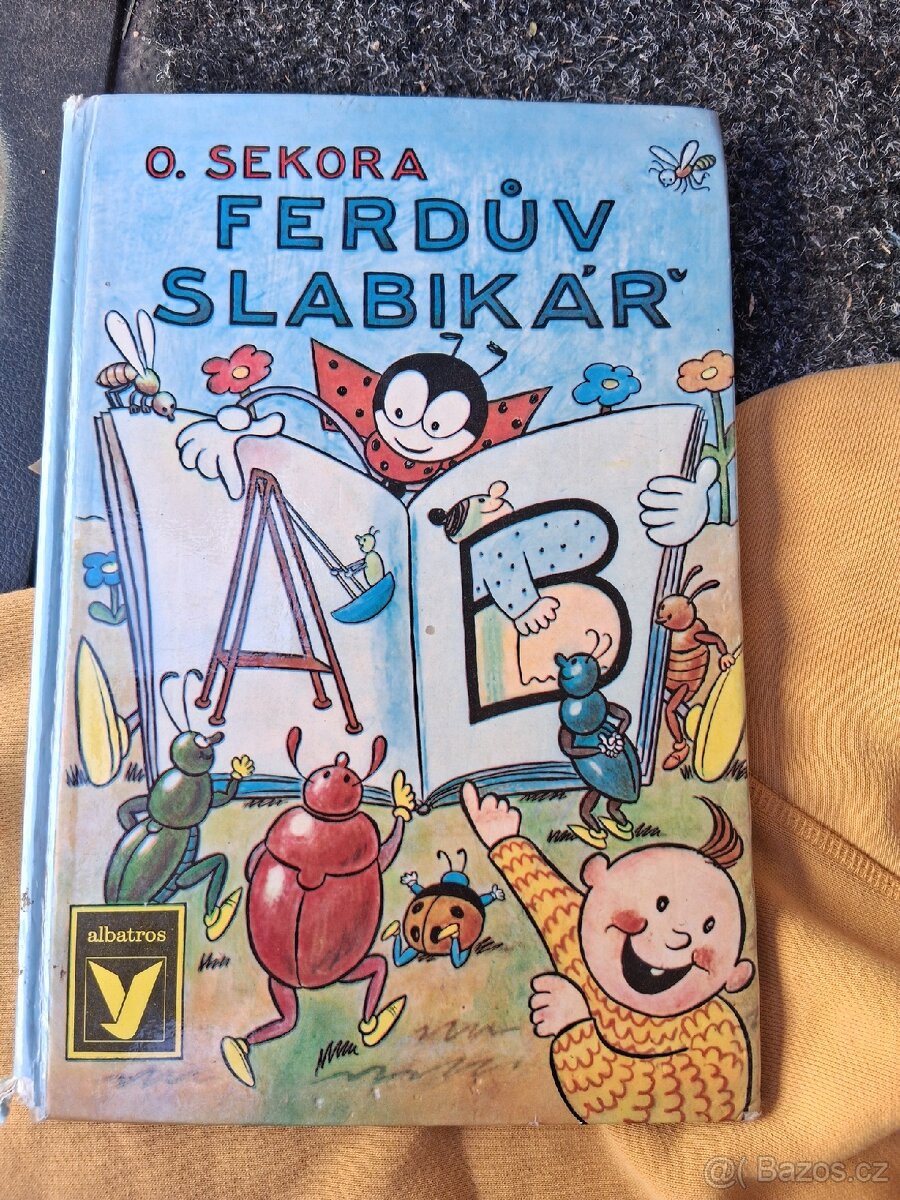 O. SEKORA
FERDŮV
SLABIKÁŘ
A B
albatros
@( Bazos.cz